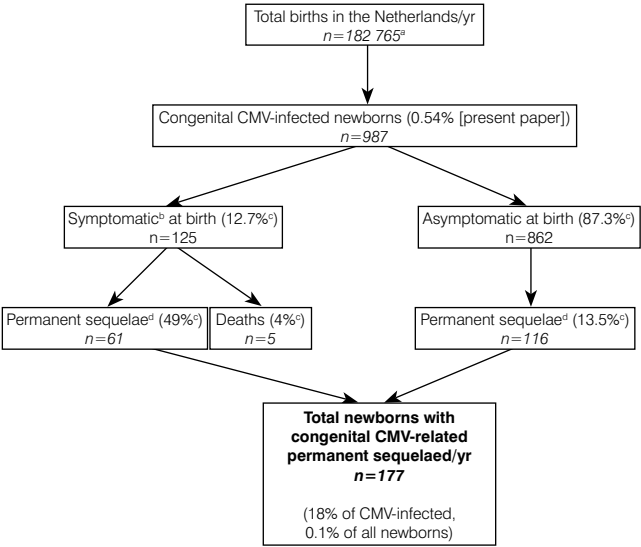 Total births in the Netherlands/yr
n=182 765ᵃ
Congenital CMV-infected newborns (0.54% [present paper])
n=987
Symptomaticᵇ at birth (12.7%ᶜ)
n=125
Asymptomatic at birth (87.3%ᶜ)
n=862
Permanent sequelaeᵈ (49%ᶜ)
n=61
Deaths (4%ᶜ)
n=5
Permanent sequelaeᵈ (13.5%ᶜ)
n=116
Total newborns with
congenital CMV-related
permanent sequelaed/yr
n=177
(18% of CMV-infected,
0.1% of all newborns)